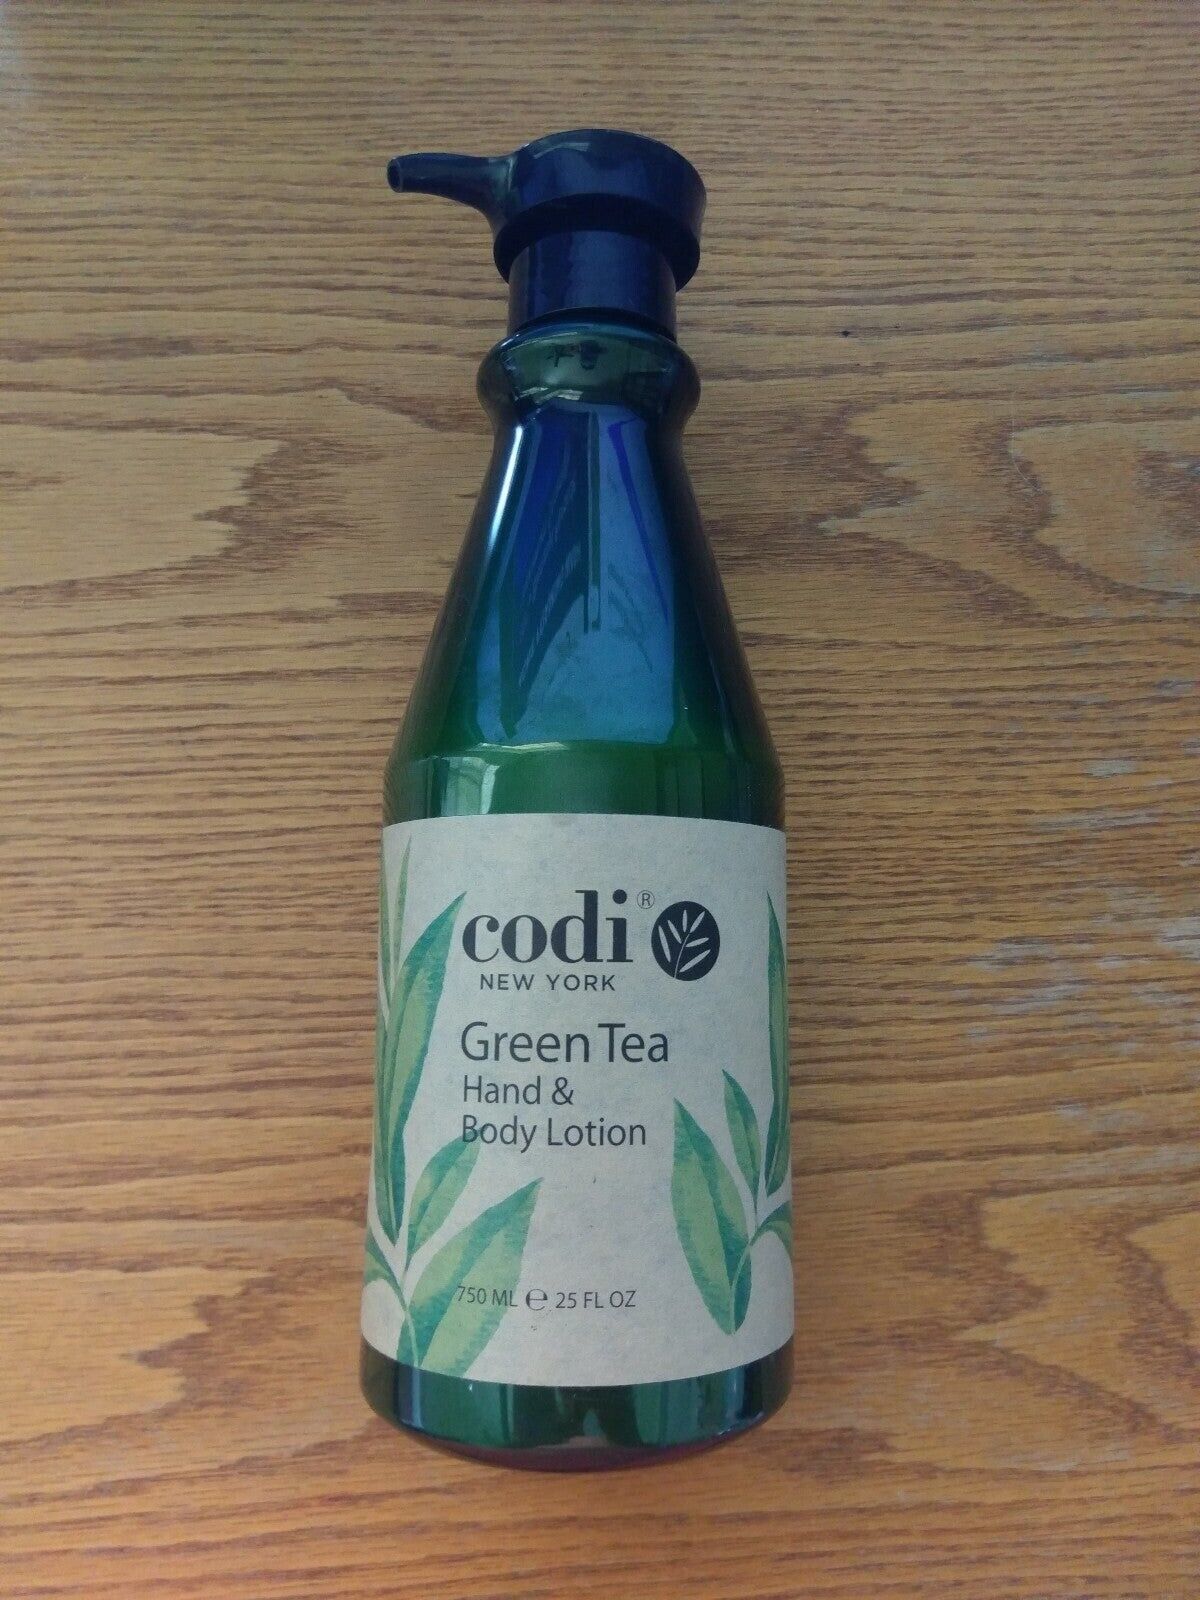 codi®
NEW YORK
Green Tea
Hand &
Body Lotion
750 ML ℮ 25 FL OZ